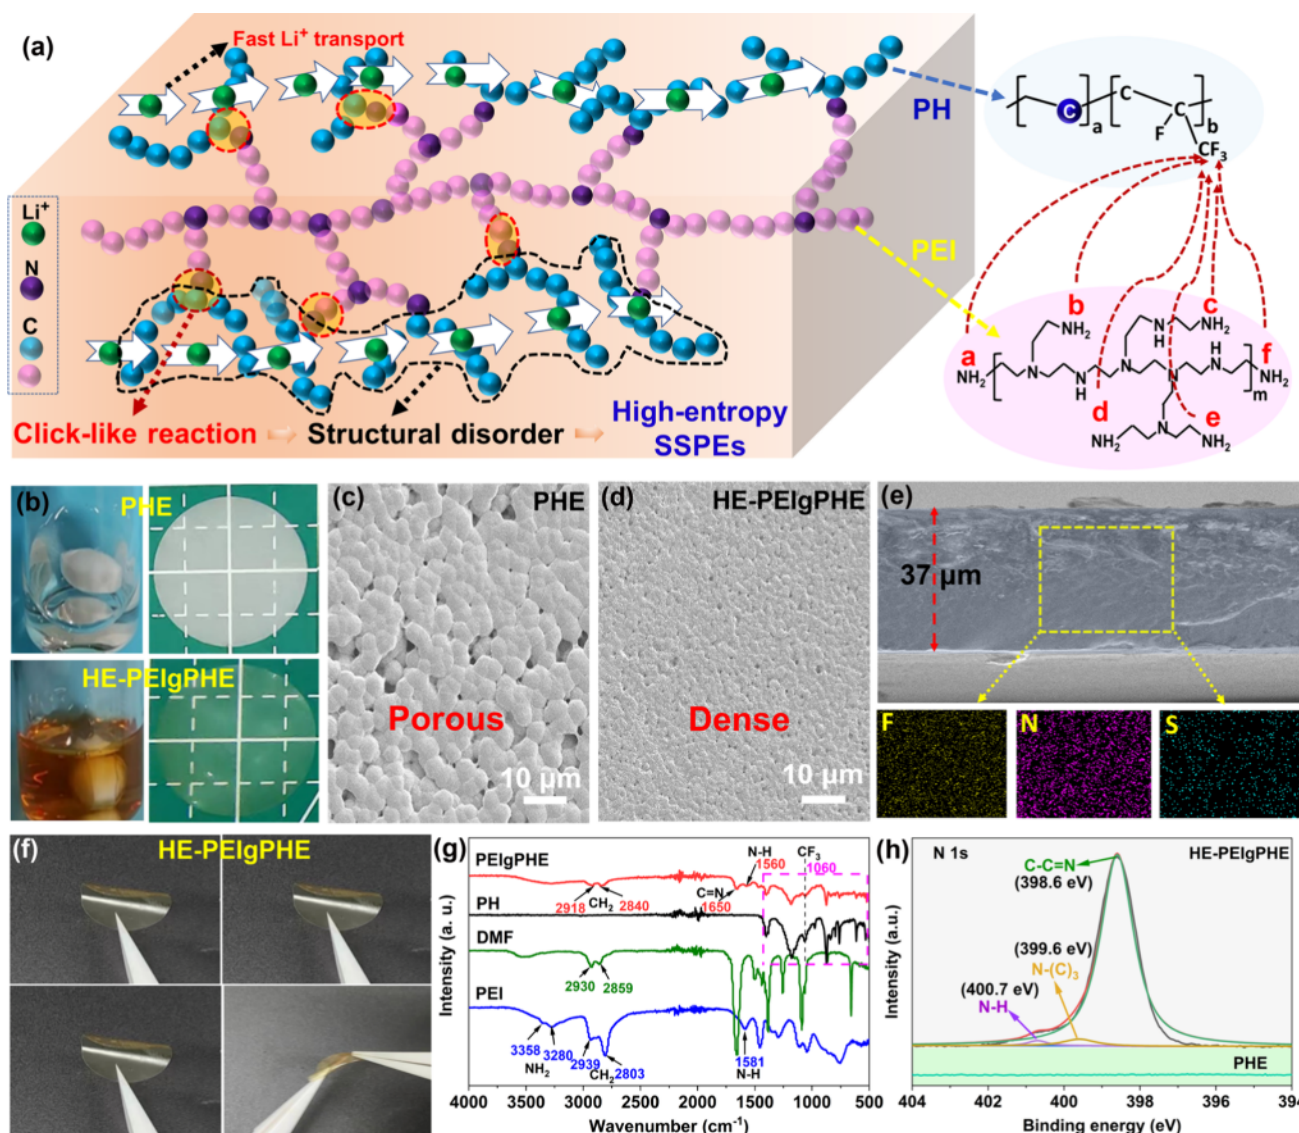 (a)
Fast Li⁺ transport
Li⁺
N
C
Click-like reaction
Structural disorder
High-entropy
SSPEs
PH
PEI
C
a
C
C
F
b
CF₃
a
b
c
d
e
f
NH₂
NH₂
N
H
NH₂
H
N
NH₂
N
N
H
N
N
m
NH₂
N
NH₂
(b)
PHE
HE-PEIgPHE
(c)
PHE
Porous
10 µm
(d)
HE-PEIgPHE
Dense
10 µm
(e)
37 µm
F
N
S
(f)
HE-PEIgPHE
(g)
PEIgPHE
N-H
1560
CF₃
1060
2918
CH₂
2840
C=N
1650
PH
DMF
2930
2859
PEI
3358
3280
NH₂
2939
CH₂
2803
1581
N-H
Intensity (a. u.)
4000 3500 3000 2500 2000 1500 1000 500
Wavenumber (cm⁻¹)
(h)
N 1s
HE-PEIgPHE
C-C=N
(398.6 eV)
(399.6 eV)
N-(C)₃
(400.7 eV)
N-H
PHE
Intensity (a.u.)
404 402 400 398 396 394
Binding energy (eV)